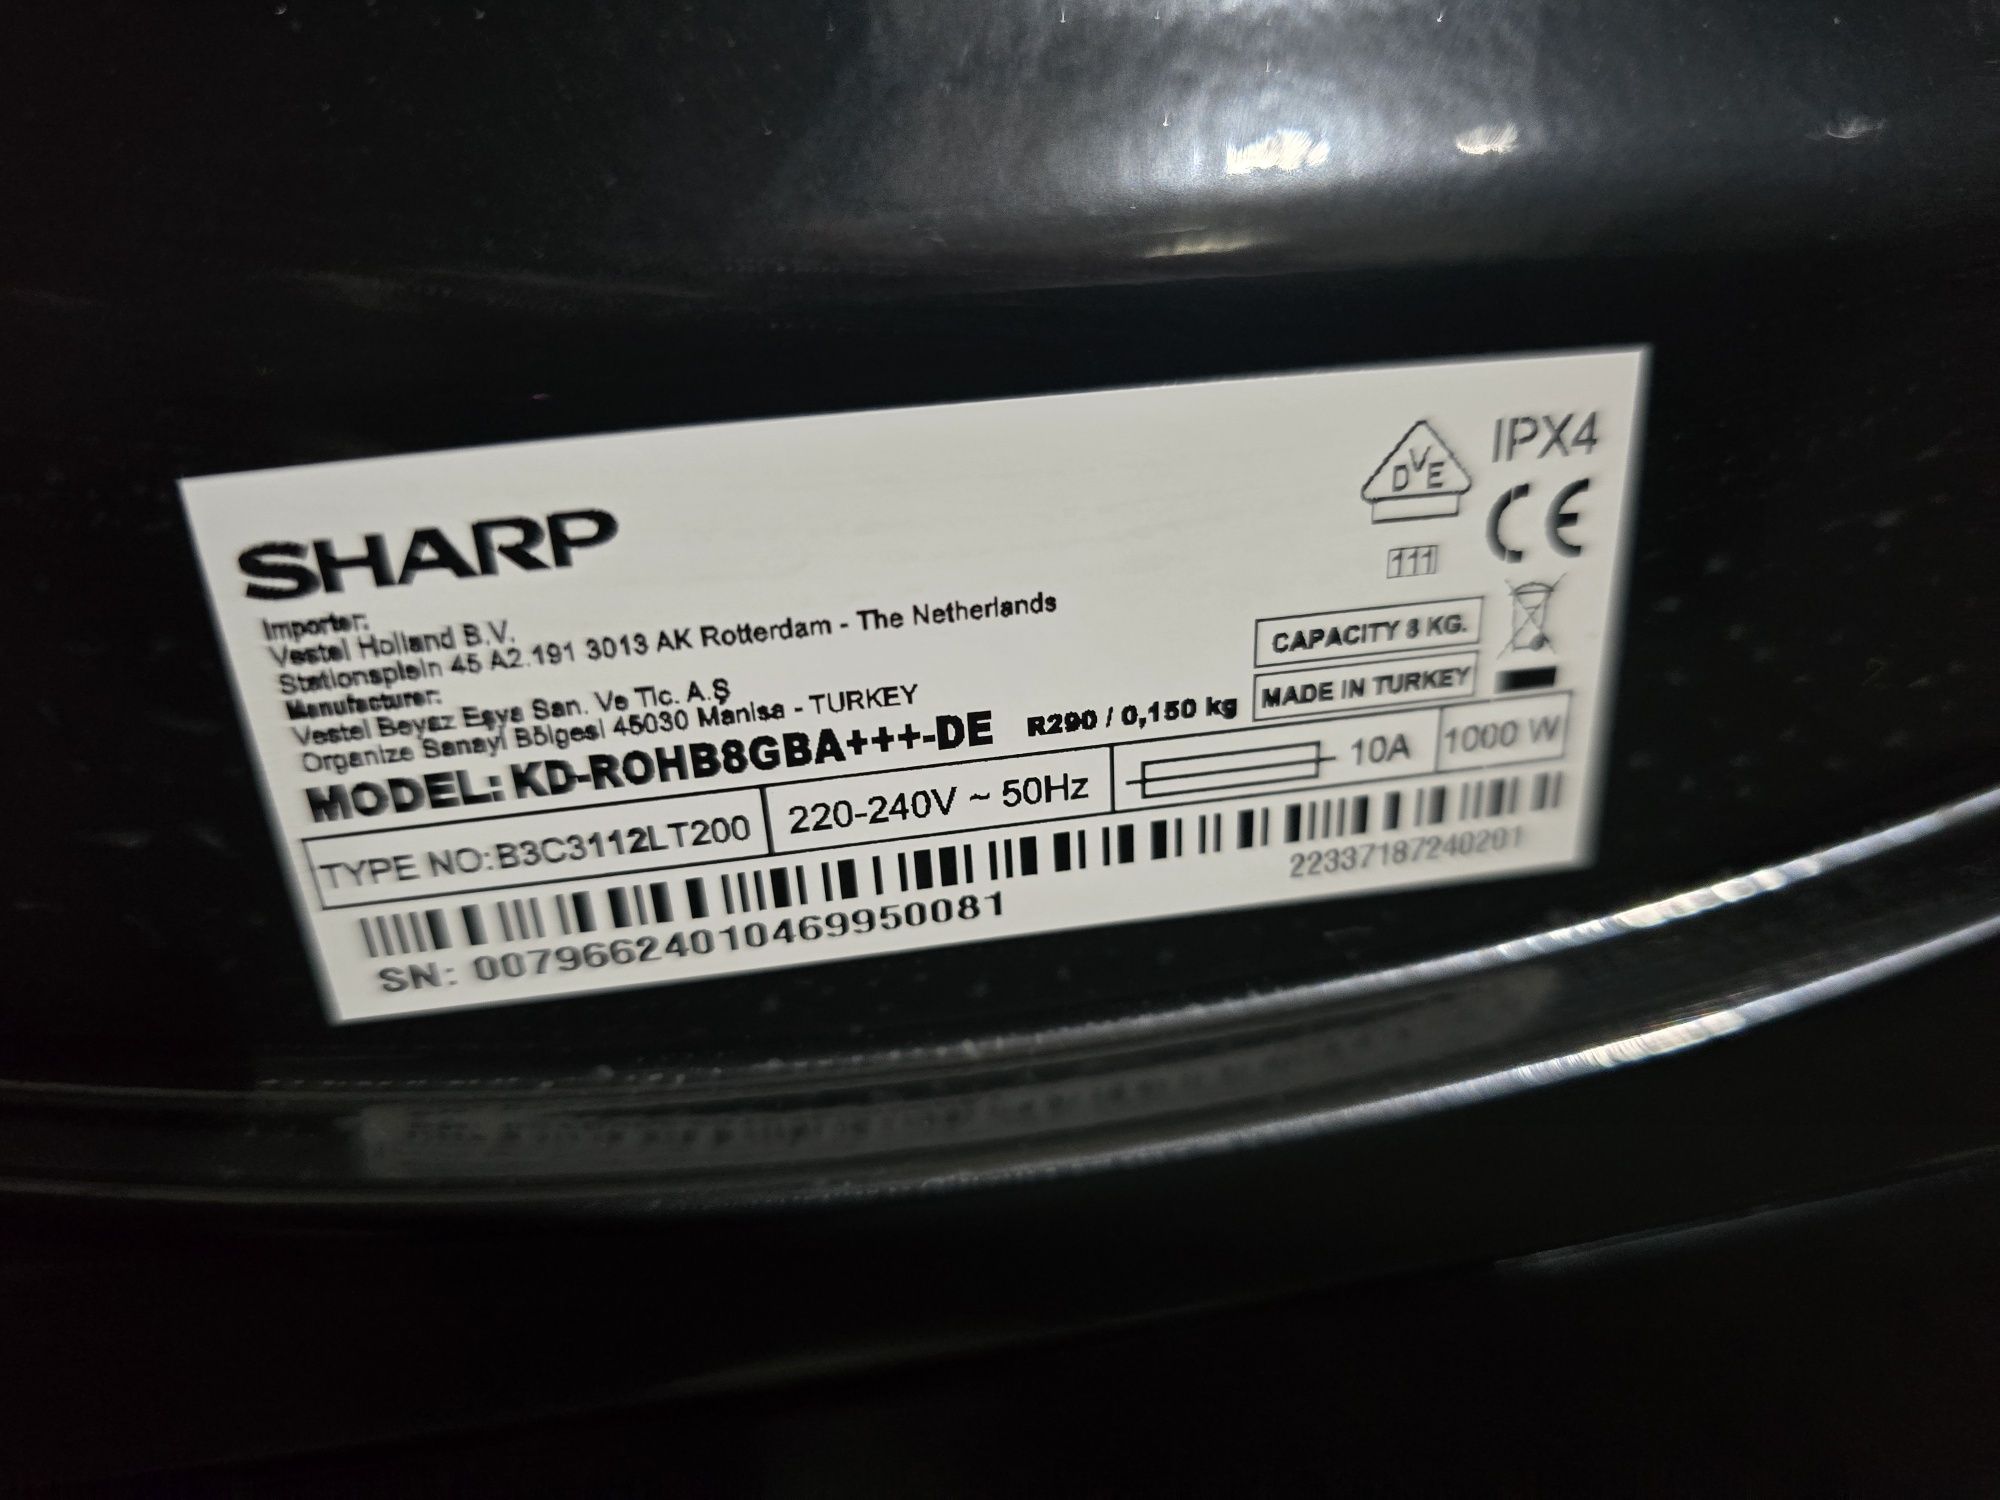 SHARP
Importer:
Vestel Holland B.V.
Stationsplein 45 A2.191 3013 AK Rotterdam - The Netherlands
Manufacturer:
Vestel Beyaz Eşya San. Ve Tic. A.Ş
Organize Sanayi Bölgesi 45030 Manisa - TURKEY
MODEL: KD-ROHB8GBA+++-DE
R290 / 0,150 kg
DVE
IPX4
CE
111
CAPACITY 8 KG.
MADE IN TURKEY
TYPE NO:B3C3112LT200
220-240V ~ 50Hz
10A
1000 W
22337187240201
SN: 00796624010469950081